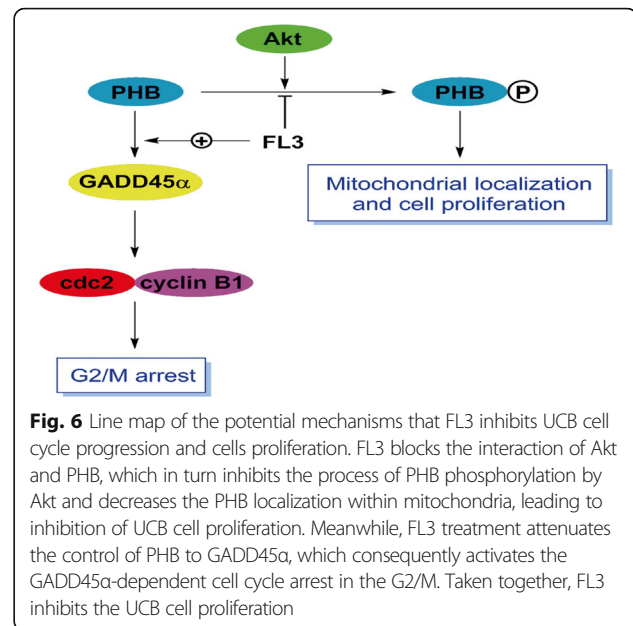 Akt
PHB
PHB P
+ FL3
GADD45α
Mitochondrial localization
and cell proliferation
cdc2 cyclin B1
G2/M arrest
Fig. 6 Line map of the potential mechanisms that FL3 inhibits UCB cell
cycle progression and cells proliferation. FL3 blocks the interaction of Akt
and PHB, which in turn inhibits the process of PHB phosphorylation by
Akt and decreases the PHB localization within mitochondria, leading to
inhibition of UCB cell proliferation. Meanwhile, FL3 treatment attenuates
the control of PHB to GADD45α, which consequently activates the
GADD45α-dependent cell cycle arrest in the G2/M. Taken together, FL3
inhibits the UCB cell proliferation